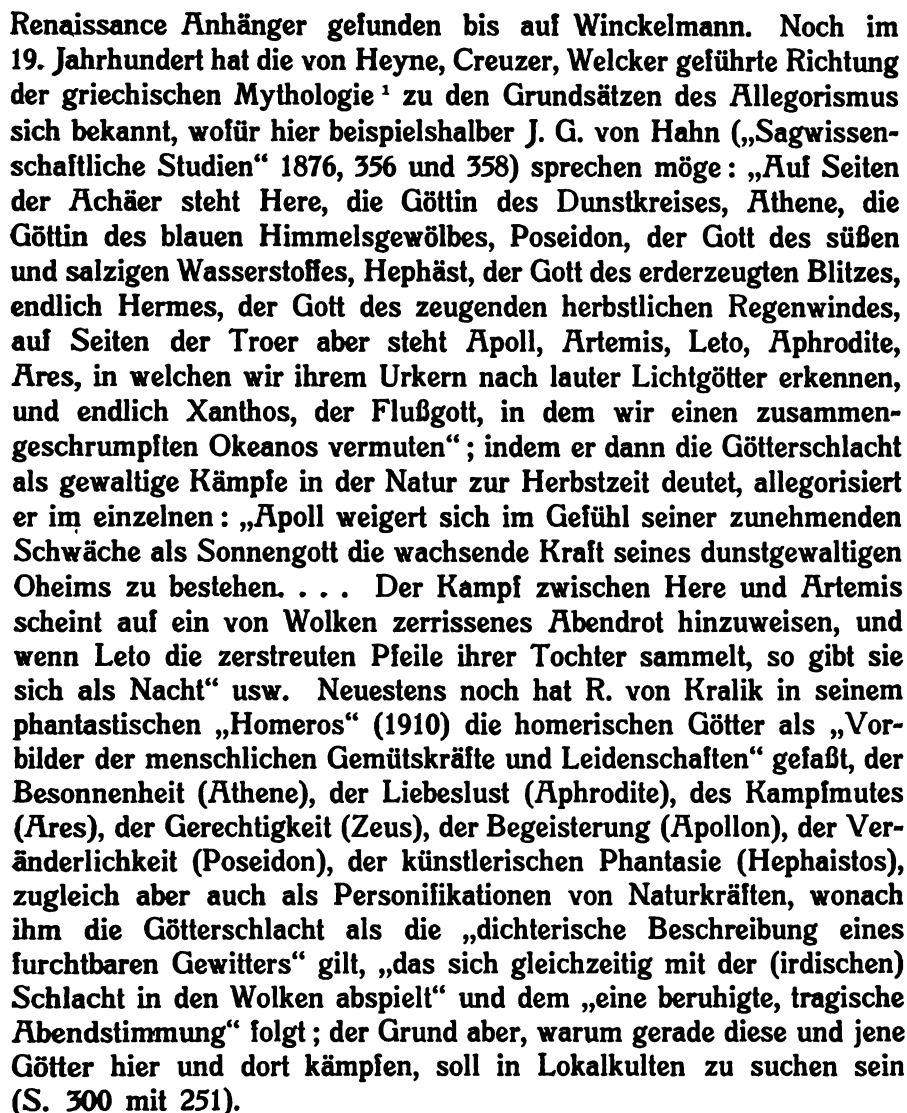 Renaissance Anhänger gefunden bis auf Winckelmann. Noch im
19. Jahrhundert hat die von Heyne, Creuzer, Welcker geführte Richtung
der griechischen Mythologie ¹ zu den Grundsätzen des Allegorismus
sich bekannt, wofür hier beispielshalber J. G. von Hahn („Sagwissen-
schaftliche Studien“ 1876, 356 und 358) sprechen möge: „Auf Seiten
der Achäer steht Here, die Göttin des Dunstkreises, Athene, die
Göttin des blauen Himmelsgewölbes, Poseidon, der Gott des süßen
und salzigen Wasserstoffes, Hephäst, der Gott des erderzeugten Blitzes,
endlich Hermes, der Gott des zeugenden herbstlichen Regenwindes,
auf Seiten der Troer aber steht Apoll, Artemis, Leto, Aphrodite,
Ares, in welchen wir ihrem Urkern nach lauter Lichtgötter erkennen,
und endlich Xanthos, der Flußgott, in dem wir einen zusammen-
geschrumpften Okeanos vermuten“; indem er dann die Götterschlacht
als gewaltige Kämpfe in der Natur zur Herbstzeit deutet, allegorisiert
er im einzelnen: „Apoll weigert sich im Gefühl seiner zunehmenden
Schwäche als Sonnengott die wachsende Kraft seines dunstgewaltigen
Oheims zu bestehen. . . . Der Kampf zwischen Here und Artemis
scheint auf ein von Wolken zerrissenes Abendrot hinzuweisen, und
wenn Leto die zerstreuten Pfeile ihrer Tochter sammelt, so gibt sie
sich als Nacht“ usw. Neuestens noch hat R. von Kralik in seinem
phantastischen „Homeros“ (1910) die homerischen Götter als „Vor-
bilder der menschlichen Gemütskräfte und Leidenschaften“ gefaßt, der
Besonnenheit (Athene), der Liebeslust (Aphrodite), des Kampfmutes
(Ares), der Gerechtigkeit (Zeus), der Begeisterung (Apollon), der Ver-
änderlichkeit (Poseidon), der künstlerischen Phantasie (Hephaistos),
zugleich aber auch als Personifikationen von Naturkräften, wonach
ihm die Götterschlacht als die „dichterische Beschreibung eines
furchtbaren Gewitters“ gilt, „das sich gleichzeitig mit der (irdischen)
Schlacht in den Wolken abspielt“ und dem „eine beruhigte, tragische
Abendstimmung“ folgt; der Grund aber, warum gerade diese und jene
Götter hier und dort kämpfen, soll in Lokalkulten zu suchen sein
(S. 300 mit 251).